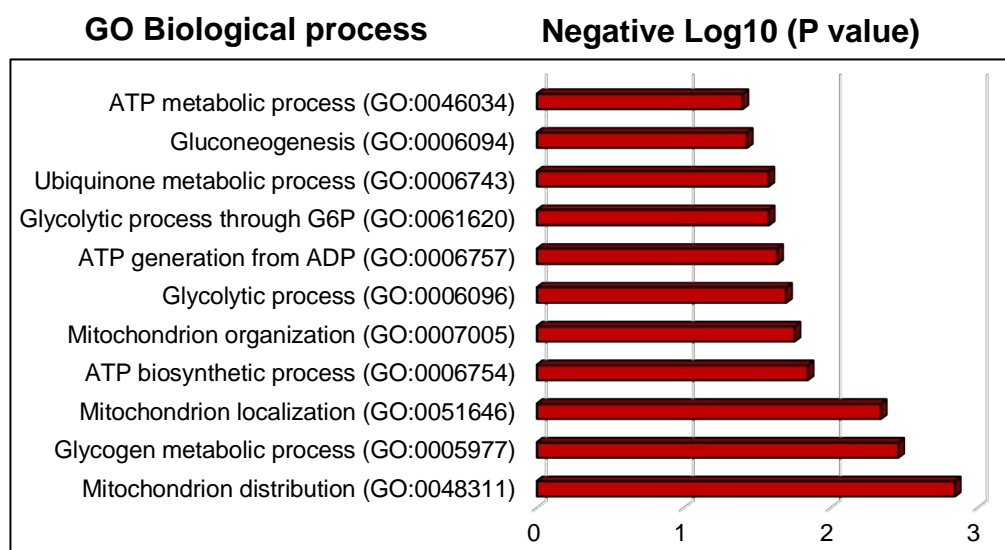 GO Biological process
Negative Log10 (P value)
ATP metabolic process (GO:0046034)
Gluconeogenesis (GO:0006094)
Ubiquinone metabolic process (GO:0006743)
Glycolytic process through G6P (GO:0061620)
ATP generation from ADP (GO:0006757)
Glycolytic process (GO:0006096)
Mitochondrion organization (GO:0007005)
ATP biosynthetic process (GO:0006754)
Mitochondrion localization (GO:0051646)
Glycogen metabolic process (GO:0005977)
Mitochondrion distribution (GO:0048311)
0 1 2 3